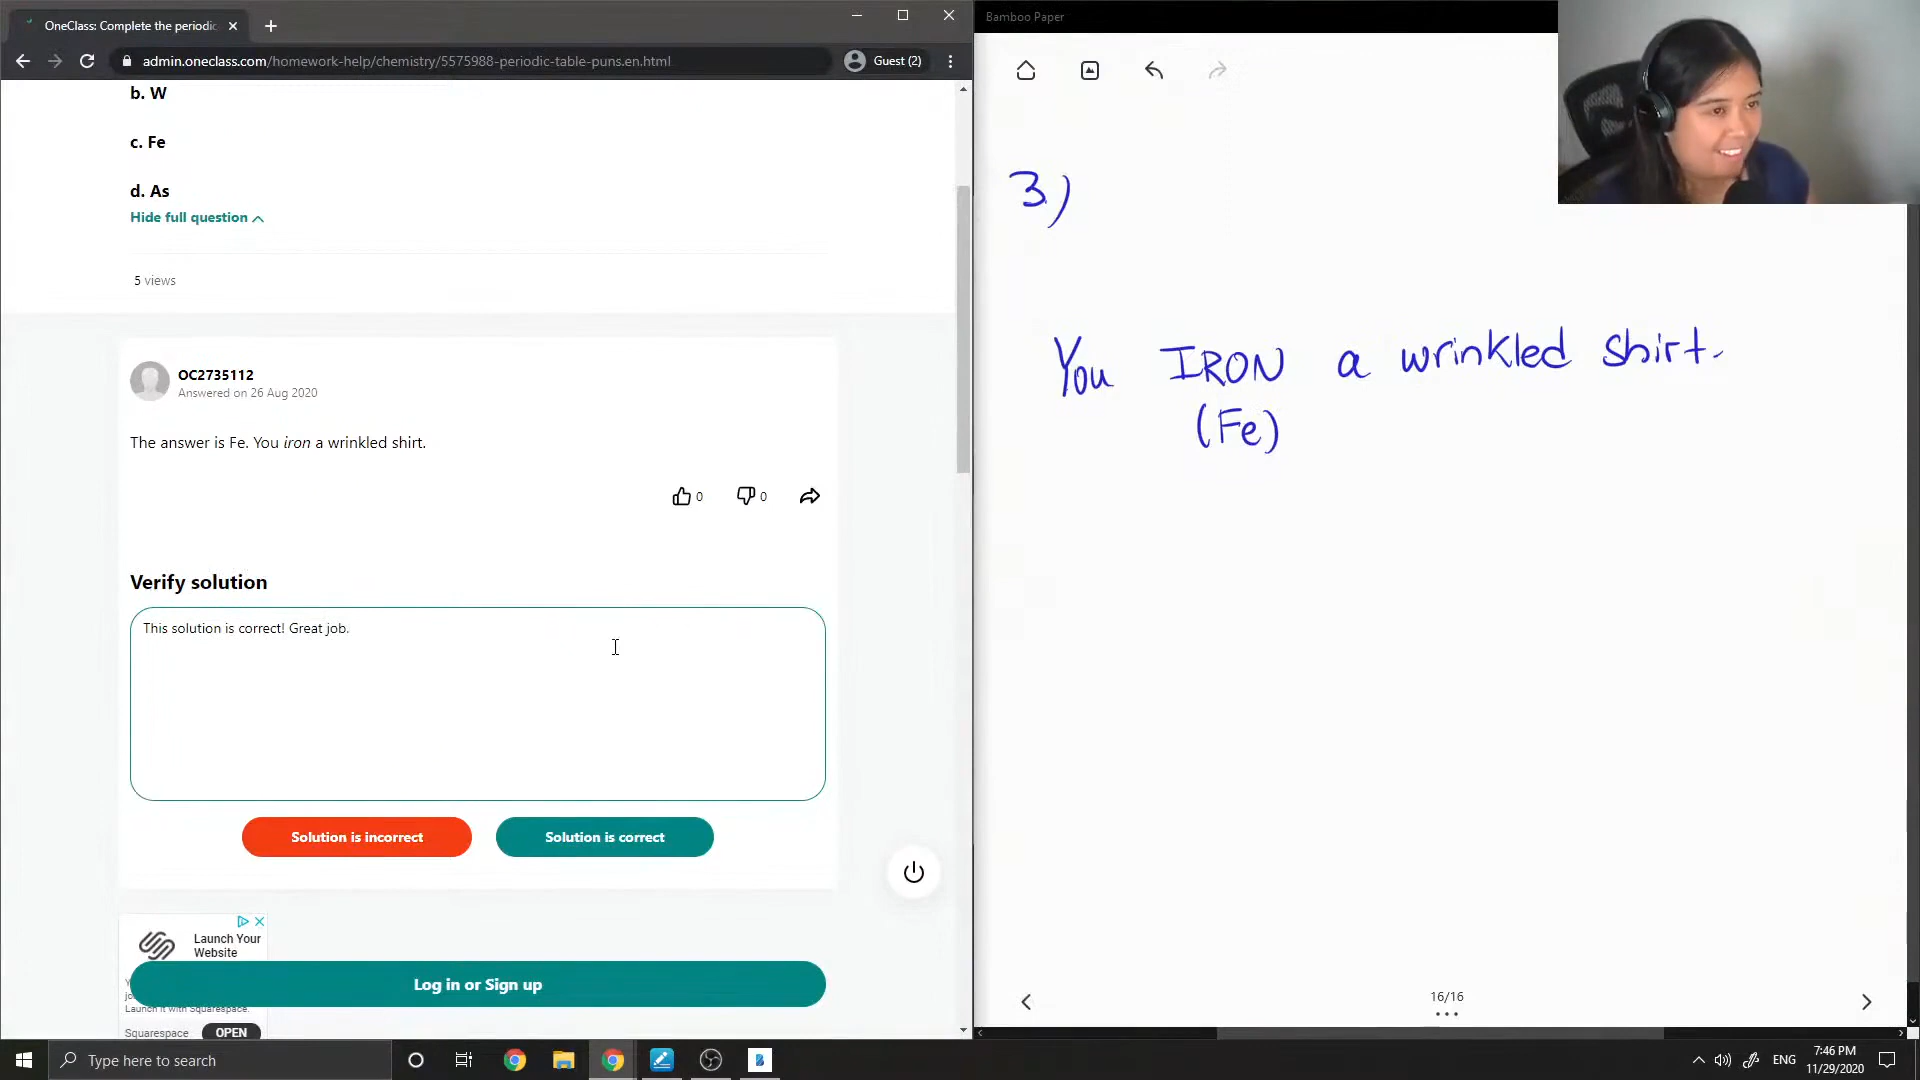 OneClass: Complete the periodic
admin.oneclass.com/homework-help/chemistry/5575988-periodic-table-puns.en.html
Guest (2)
b. W
c. Fe
d. As
Hide full question
5 views
OC2735112
Answered on 26 Aug 2020
The answer is Fe. You iron a wrinkled shirt.
0
0
Verify solution
This solution is correct! Great job.
Solution is incorrect
Solution is correct
Launch Your
Website
Log in or Sign up
Launch it with Squarespace.
Squarespace
OPEN
Bamboo Paper
3)
You IRON a wrinkled shirt.
(Fe)
16/16
Type here to search
ENG
7:46 PM
11/29/2020